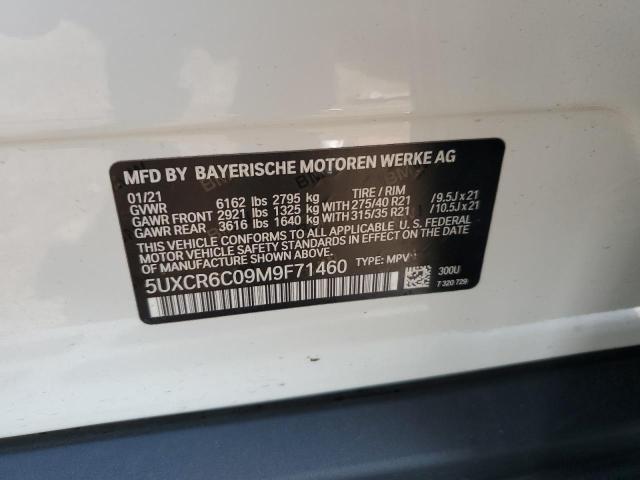 MFD BY BAYERISCHE MOTOREN WERKE AG
01/21 TIRE / RIM
GVWR 6162 lbs 2795 kg
GAWR FRONT 2921 lbs 1325 kg WITH 275/40 R21 / 9.5J x 21
GAWR REAR 3616 lbs 1640 kg WITH 315/35 R21 / 10.5J x 21
THIS VEHICLE CONFORMS TO ALL APPLICABLE U.S. FEDERAL
MOTOR VEHICLE SAFETY STANDARDS IN EFFECT ON THE
DATE OF MANUFACTURE SHOWN ABOVE.
5UXCR6C09M9F71460 TYPE: MPV 300U
7 320 729